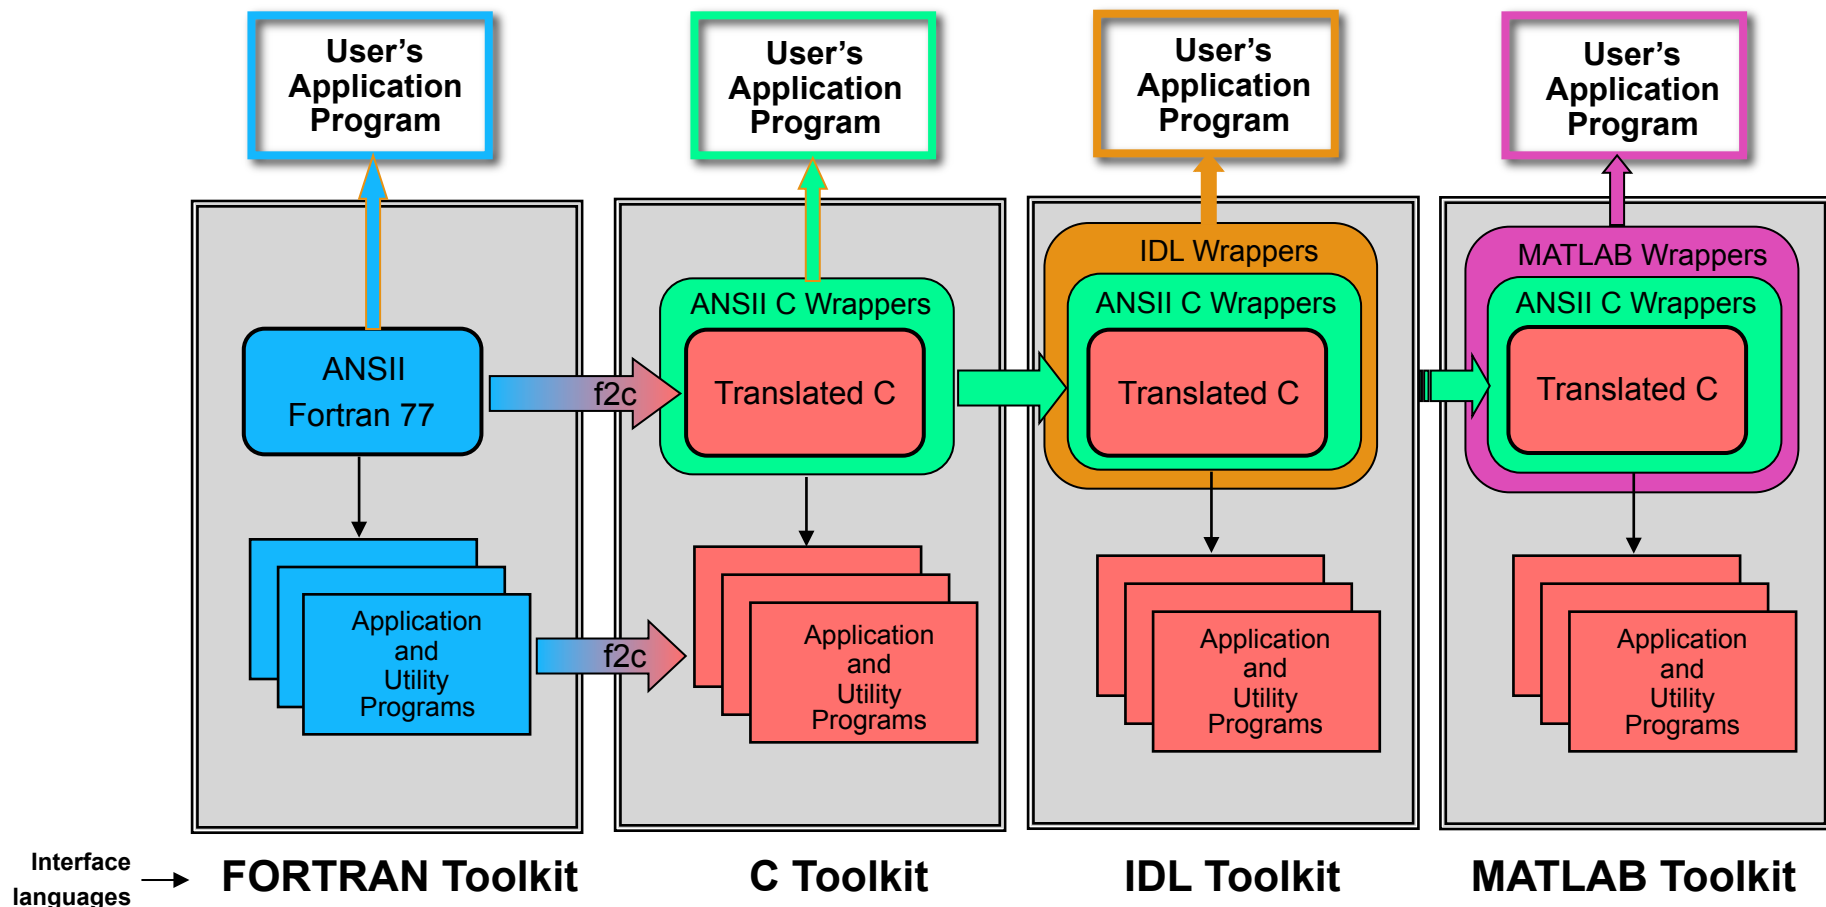 User’s
Application
Program
User’s
Application
Program
User’s
Application
Program
User’s
Application
Program
ANSII
Fortran 77
f2c
ANSII C Wrappers
Translated C
IDL Wrappers
ANSII C Wrappers
Translated C
MATLAB Wrappers
ANSII C Wrappers
Translated C
Application
and
Utility
Programs
f2c
Application
and
Utility
Programs
Application
and
Utility
Programs
Application
and
Utility
Programs
Interface
languages
FORTRAN Toolkit
C Toolkit
IDL Toolkit
MATLAB Toolkit